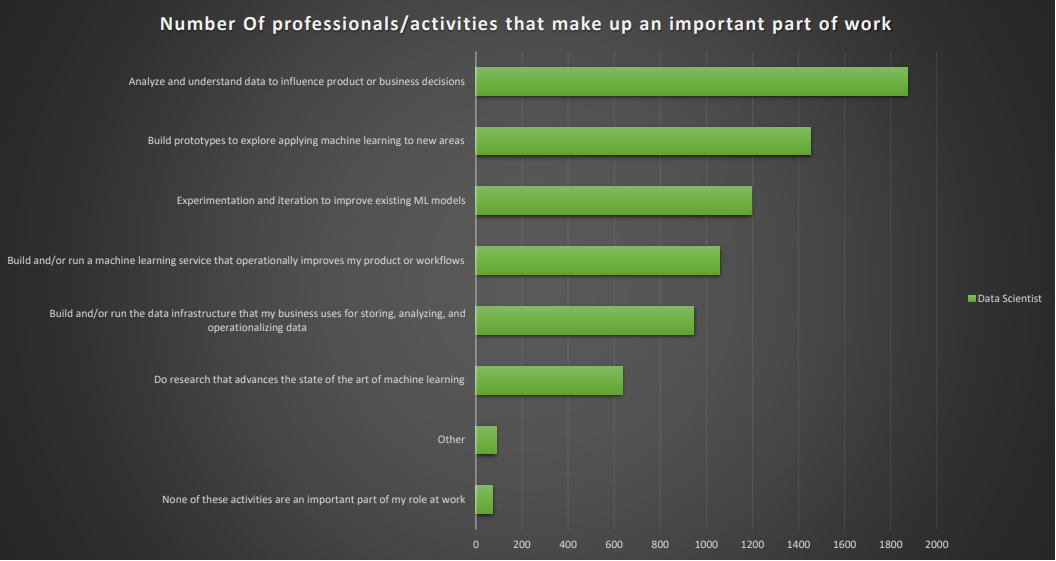 Number Of professionals/activities that make up an important part of work
Analyze and understand data to influence product or business decisions
Build prototypes to explore applying machine learning to new areas
Experimentation and iteration to improve existing ML models
Build and/or run a machine learning service that operationally improves my product or workflows
Build and/or run the data infrastructure that my business uses for storing, analyzing, and
operationalizing data
Do research that advances the state of the art of machine learning
Other
None of these activities are an important part of my role at work
0 200 400 600 800 1000 1200 1400 1600 1800 2000
Data Scientist